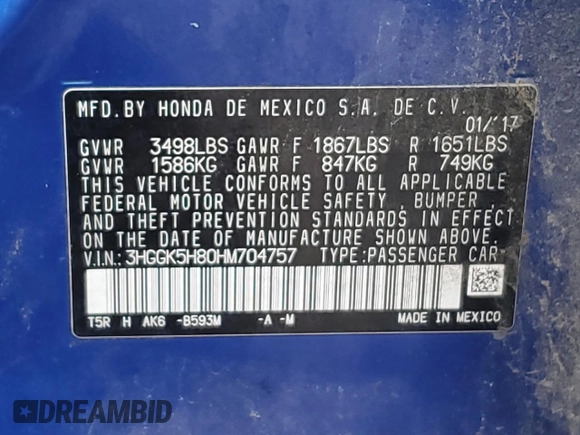 MFD.BY HONDA DE MEXICO S.A. DE C.V.
01/'17
GVWR 3498LBS GAWR F 1867LBS R 1651LBS
GVWR 1586KG GAWR F 847KG R 749KG
THIS VEHICLE CONFORMS TO ALL APPLICABLE
FEDERAL MOTOR VEHICLE SAFETY , BUMPER ,
AND THEFT PREVENTION STANDARDS IN EFFECT
ON THE DATE OF MANUFACTURE SHOWN ABOVE.
V.I.N.: 3HGGK5H80HM704757 TYPE:PASSENGER CAR
T5R H AK6 -B593M -A -M
MADE IN MEXICO
DREAMBID